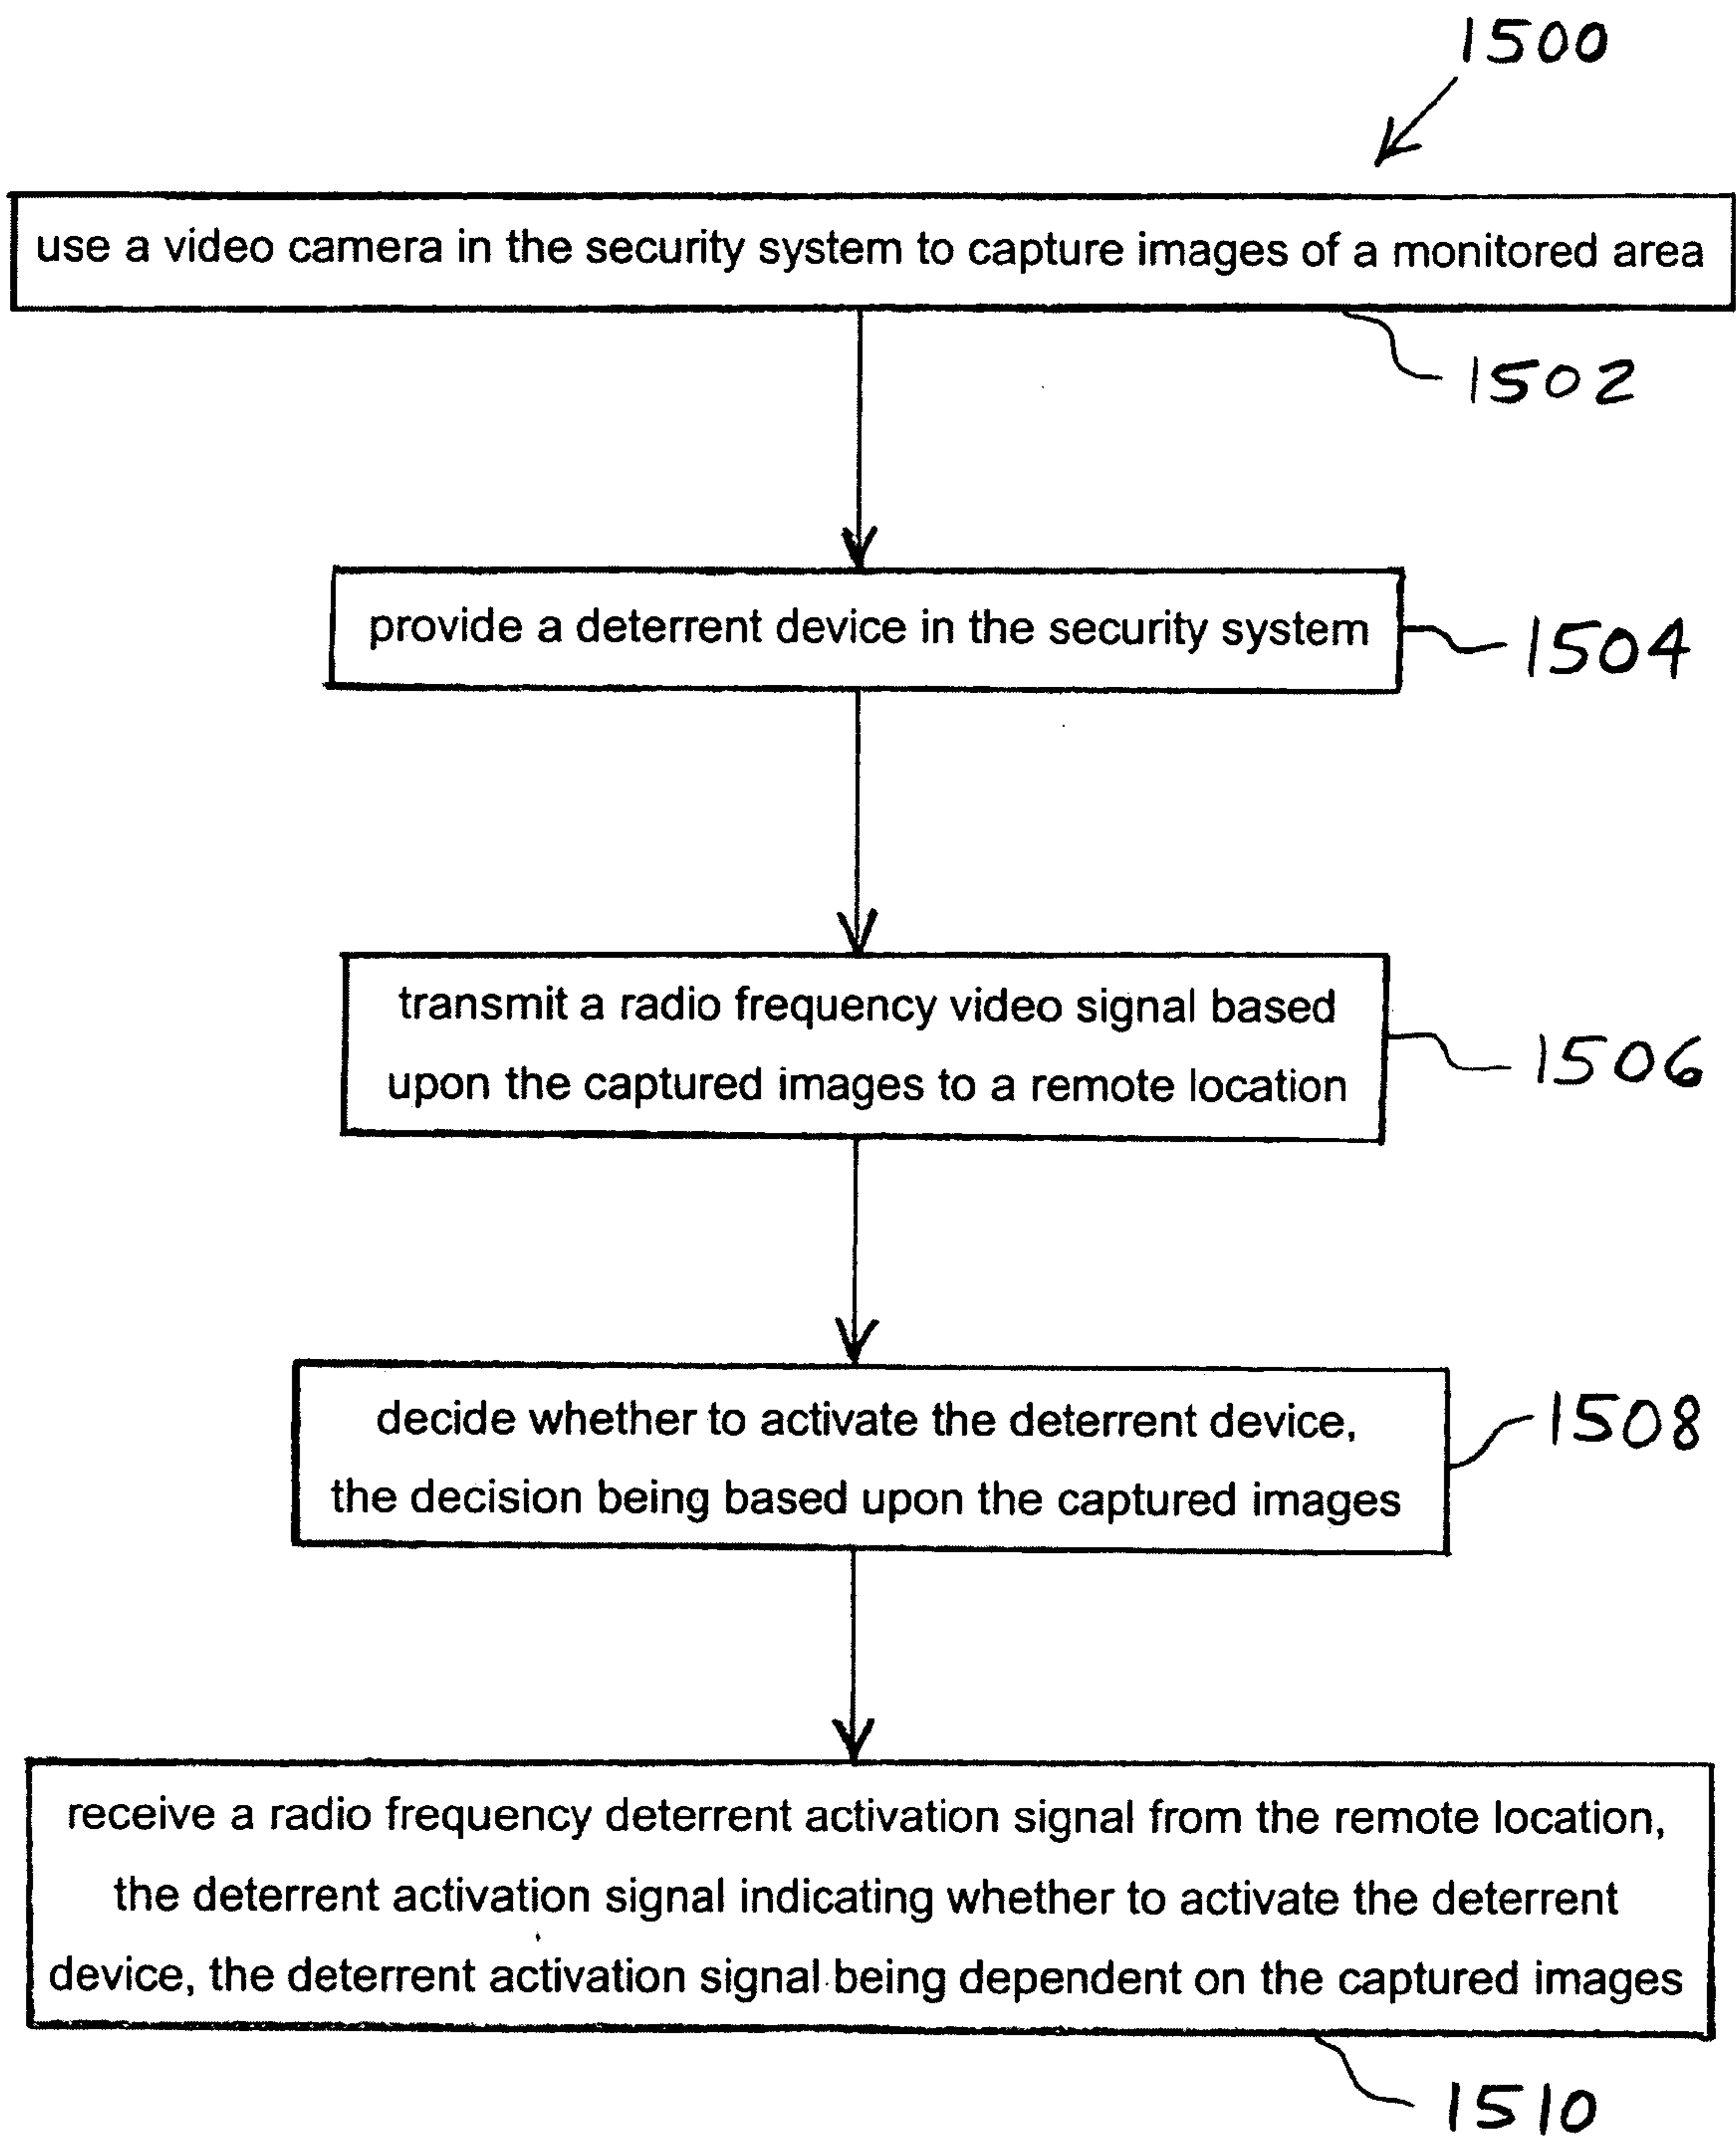 1500
use a video camera in the security system to capture images of a monitored area
1502
provide a deterrent device in the security system
1504
transmit a radio frequency video signal based
upon the captured images to a remote location
1506
decide whether to activate the deterrent device,
the decision being based upon the captured images
1508
receive a radio frequency deterrent activation signal from the remote location,
the deterrent activation signal indicating whether to activate the deterrent
device, the deterrent activation signal being dependent on the captured images
1510